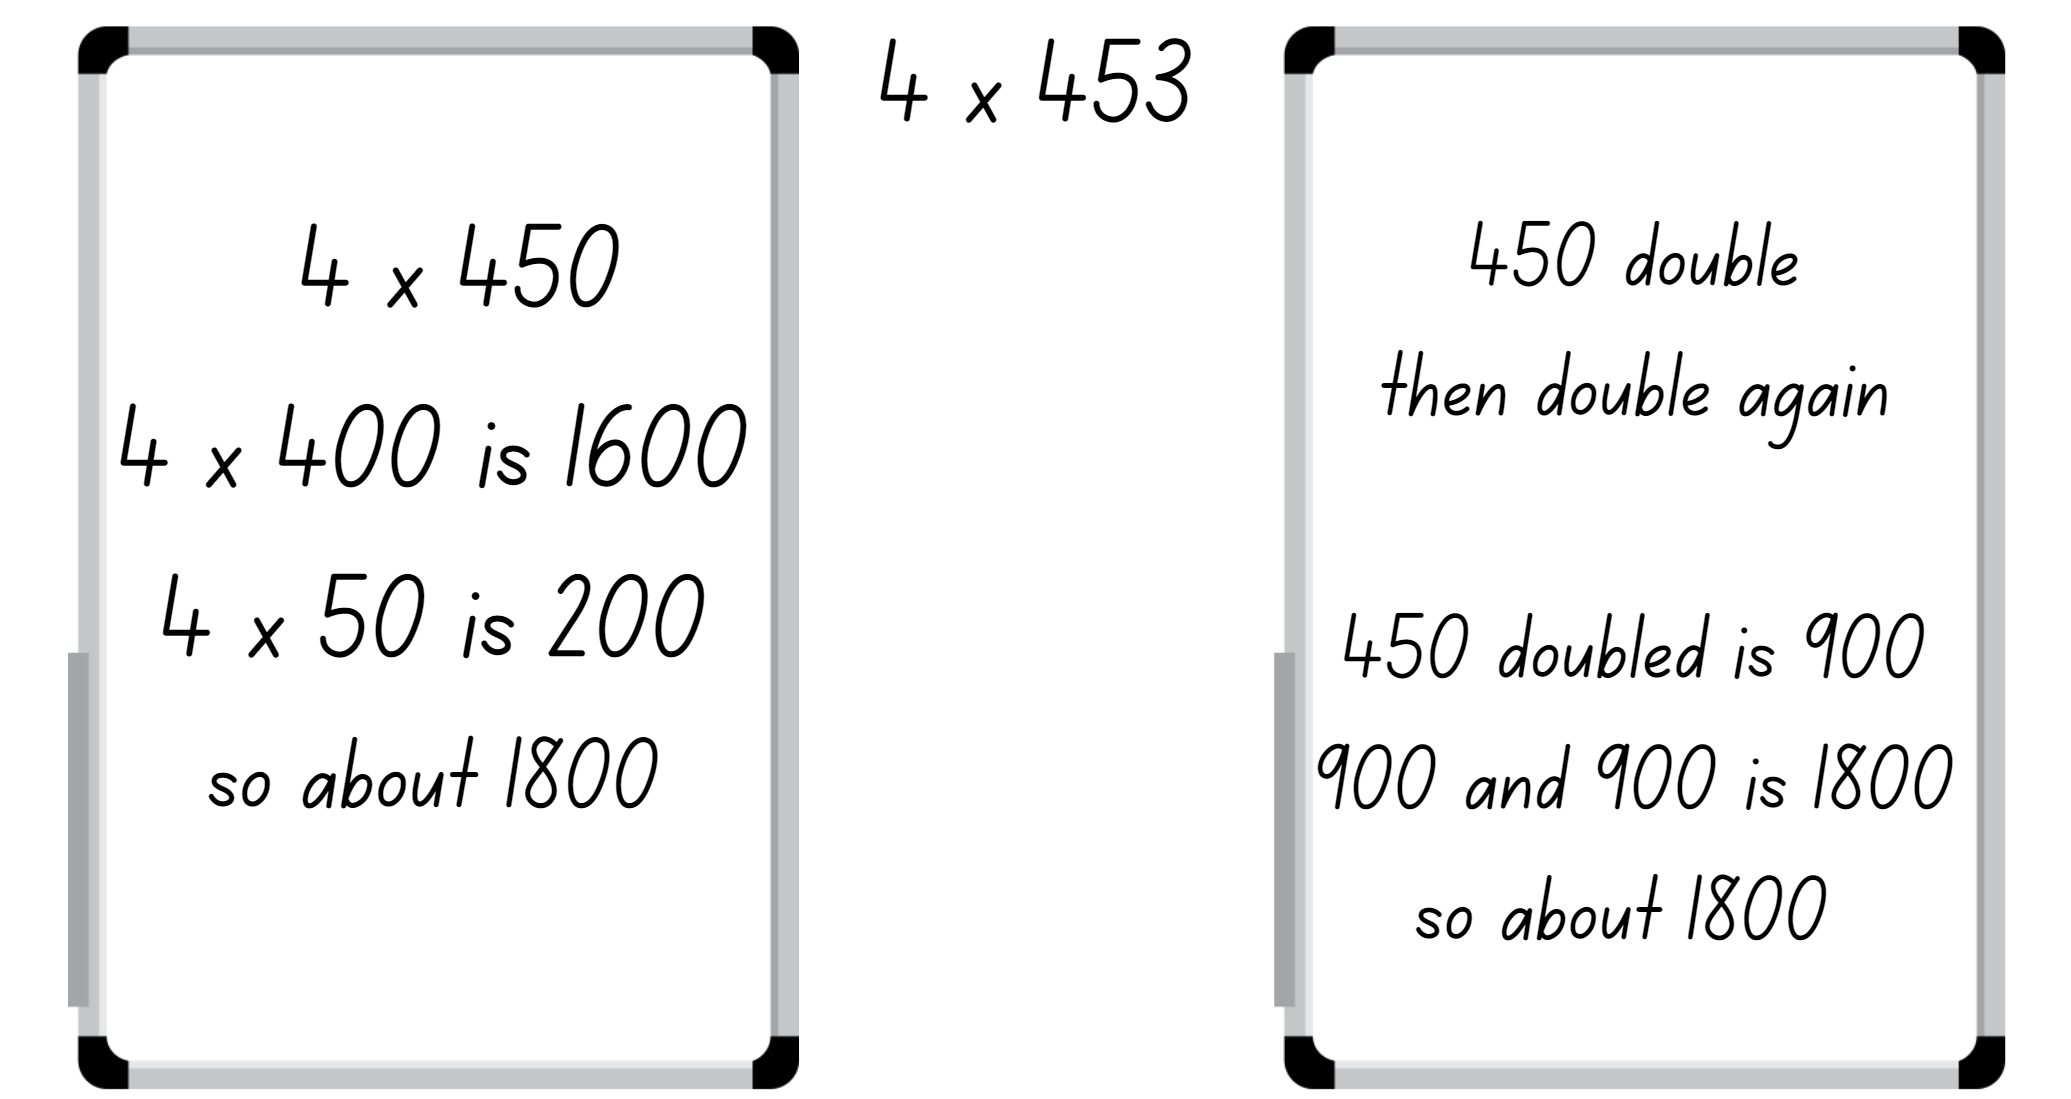 4 x 453
4 x 450
4 x 400 is 1600
4 x 50 is 200
so about 1800
450 double
then double again
450 doubled is 900
900 and 900 is 1800
so about 1800